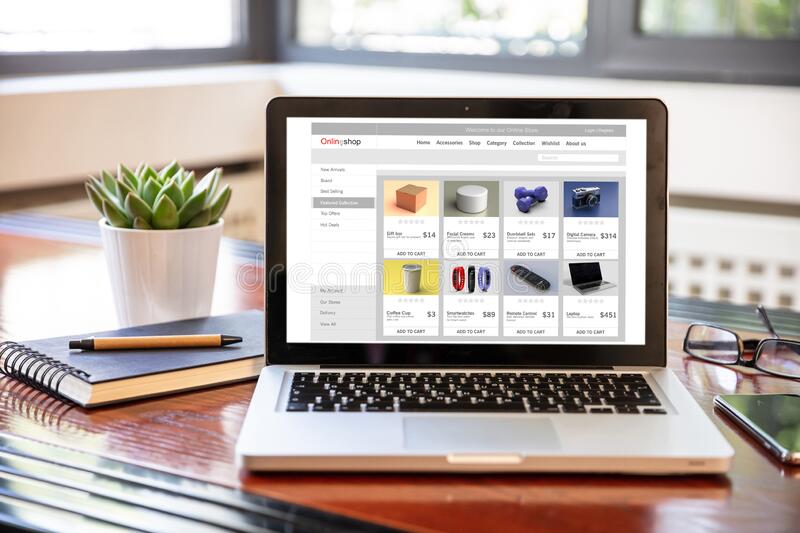 Welcome to our Online Store
Login | Register
Onlineshop
Home Accessories Shop Category Collection Wishlist About us
Search
New Arrivals
Brand
Best Selling
Featured Collection
Top Offers
Hot Deals
Gift box $14
ADD TO CART
Facial Creams $23
ADD TO CART
Dumbbell Sets $17
ADD TO CART
Digital Camera $314
ADD TO CART
My Account
Our Stores
Delivery
View All
Coffee Cup $3
ADD TO CART
Smartwatches $89
ADD TO CART
Remote Control $31
ADD TO CART
Laptop $451
ADD TO CART